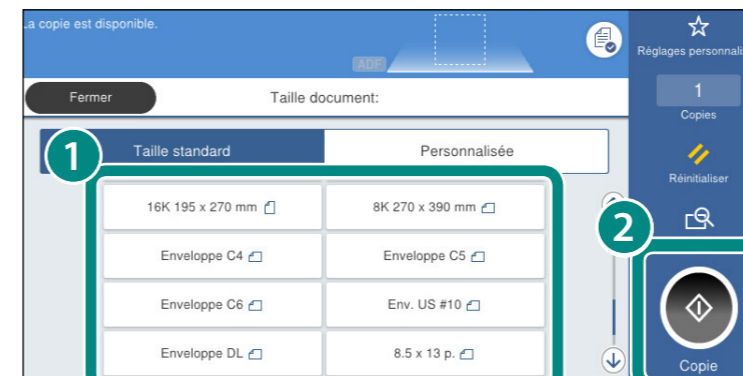 La copie est disponible.
ADF
Réglages personnalis
Fermer
Taille document:
1
Copies
Taille standard
Personnalisée
1
Réinitialiser
16K 195 x 270 mm
8K 270 x 390 mm
2
Enveloppe C4
Enveloppe C5
Enveloppe C6
Env. US #10
Enveloppe DL
8.5 x 13 p.
Copie